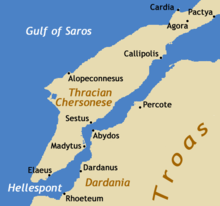 Cardia
Pactya
Gulf of Saros
Agora
Callipolis
Alopeconnesus
Thracian
Chersonese
Percote
Sestus
Abydos
Madytus
Troas
Elaeus
Dardanus
Hellespont
Dardania
Rhoeteum